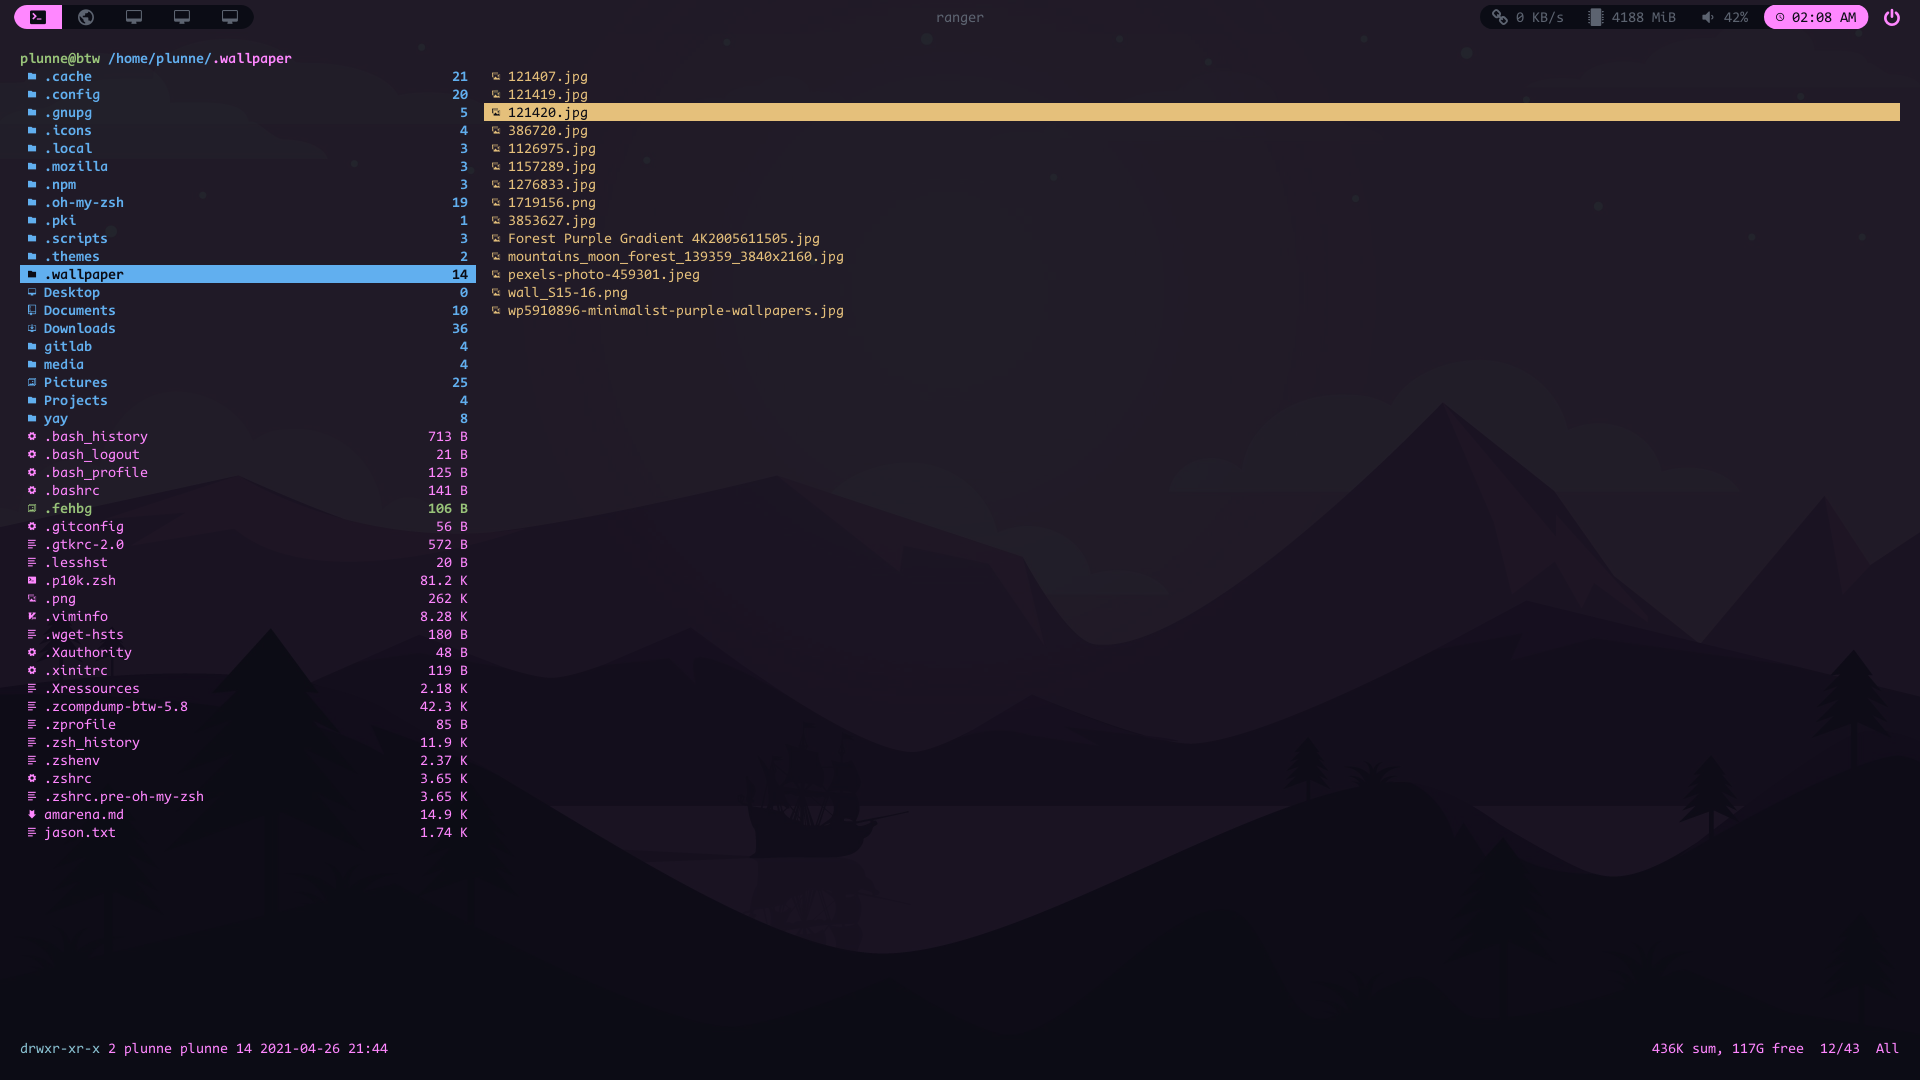 ranger
0 KB/s 4188 MiB 42% 02:08 AM
plunne@btw /home/plunne/.wallpaper
.cache 21
.config 20
.gnupg 5
.icons 4
.local 3
.mozilla 3
.npm 3
.oh-my-zsh 19
.pki 1
.scripts 3
.themes 2
.wallpaper 14
Desktop 0
Documents 10
Downloads 36
gitlab 4
media 4
Pictures 25
Projects 4
yay 8
.bash_history 713 B
.bash_logout 21 B
.bash_profile 125 B
.bashrc 141 B
.fehbg 106 B
.gitconfig 56 B
.gtkrc-2.0 572 B
.lesshst 20 B
.p10k.zsh 81.2 K
.png 262 K
.viminfo 8.28 K
.wget-hsts 180 B
.Xauthority 48 B
.xinitrc 119 B
.Xressources 2.18 K
.zcompdump-btw-5.8 42.3 K
.zprofile 85 B
.zsh_history 11.9 K
.zshenv 2.37 K
.zshrc 3.65 K
.zshrc.pre-oh-my-zsh 3.65 K
amarena.md 14.9 K
jason.txt 1.74 K
121407.jpg
121419.jpg
121420.jpg
386720.jpg
1126975.jpg
1157289.jpg
1276833.jpg
1719156.png
3853627.jpg
Forest Purple Gradient 4K2005611505.jpg
mountains_moon_forest_139359_3840x2160.jpg
pexels-photo-459301.jpeg
wall_S15-16.png
wp5910896-minimalist-purple-wallpapers.jpg
drwxr-xr-x 2 plunne plunne 14 2021-04-26 21:44
436K sum, 117G free 12/43 All